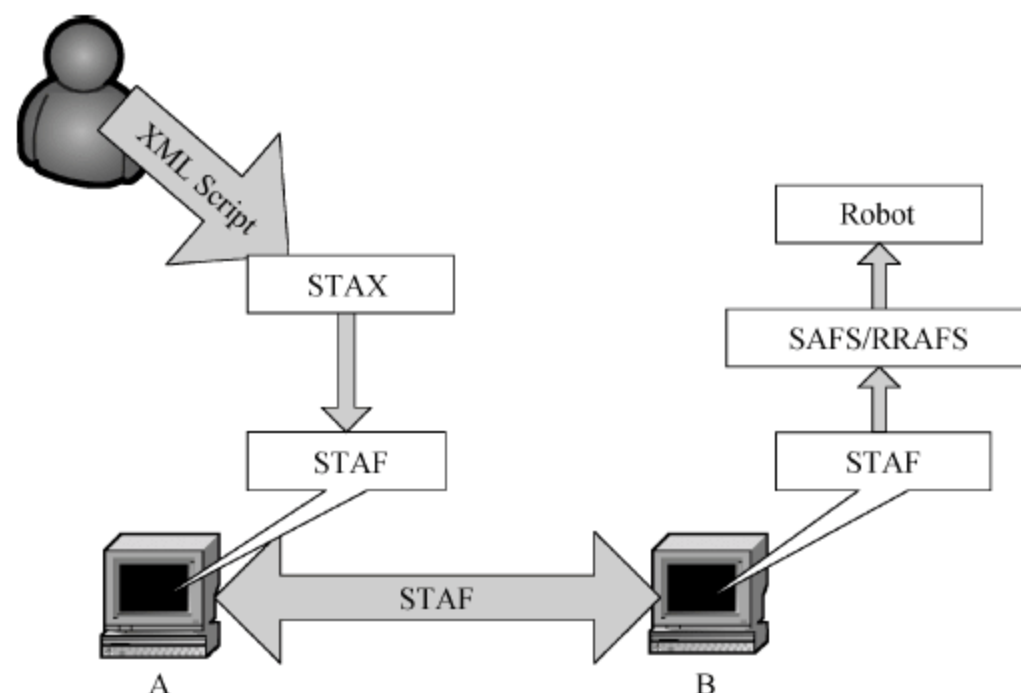 XML Script
STAX
STAF
Robot
SAFS/RRAFS
STAF
STAF
A
B